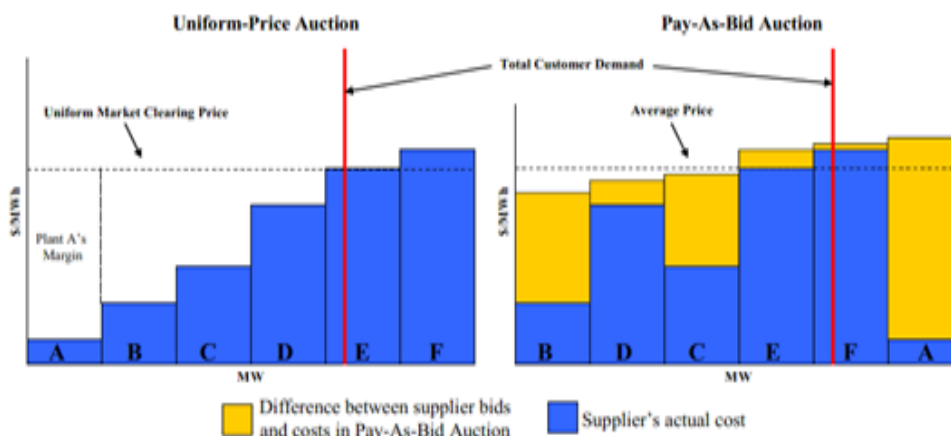 Uniform-Price Auction
Pay-As-Bid Auction
Total Customer Demand
Uniform Market Clearing Price
Average Price
$/MWh
$/MWh
Plant A's
Margin
A B C D E F
B D C E F A
MW
MW
Difference between supplier bids
and costs in Pay-As-Bid Auction
Supplier's actual cost